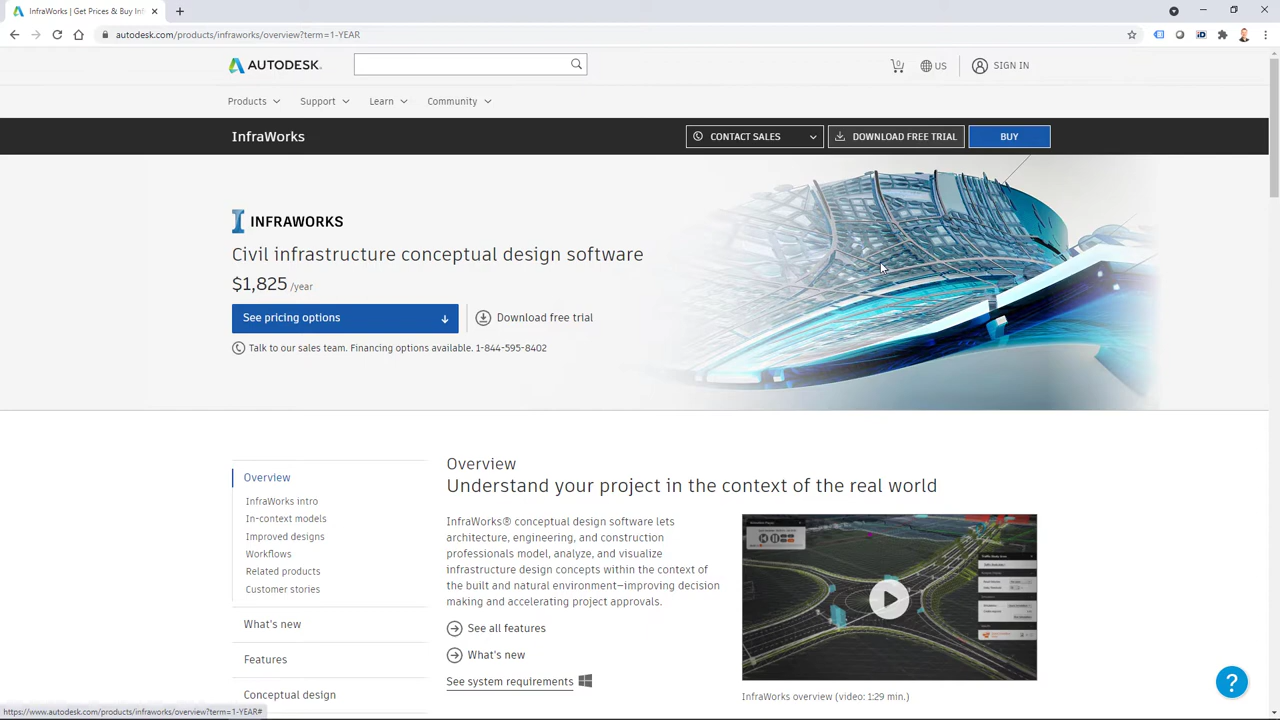 InfraWorks | Get Prices & Buy Inf
autodesk.com/products/infraworks/overview?term=1-YEAR
AUTODESK.
0
US
SIGN IN
Products
Support
Learn
Community
InfraWorks
CONTACT SALES
DOWNLOAD FREE TRIAL
BUY
INFRAWORKS
Civil infrastructure conceptual design software
$1,825 /year
See pricing options
Download free trial
Talk to our sales team. Financing options available. 1-844-595-8402
Overview
InfraWorks intro
In-context models
Improved designs
Workflows
Related products
Customer stories
What's new
Features
Conceptual design
Overview
Understand your project in the context of the real world
InfraWorks® conceptual design software lets
architecture, engineering, and construction
professionals model, analyze, and visualize
infrastructure design concepts within the context of
the built and natural environment—improving decision
making and accelerating project approvals.
See all features
What's new
See system requirements
InfraWorks overview (video: 1:29 min.)
?
https://www.autodesk.com/products/infraworks/overview?term=1-YEAR#